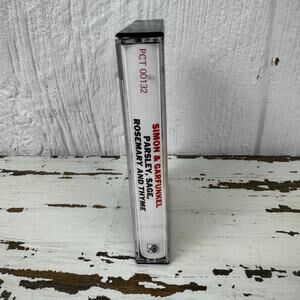 PCT 00132
SIMON & GARFUNKEL
PARSLEY, SAGE,
ROSEMARY AND THYME